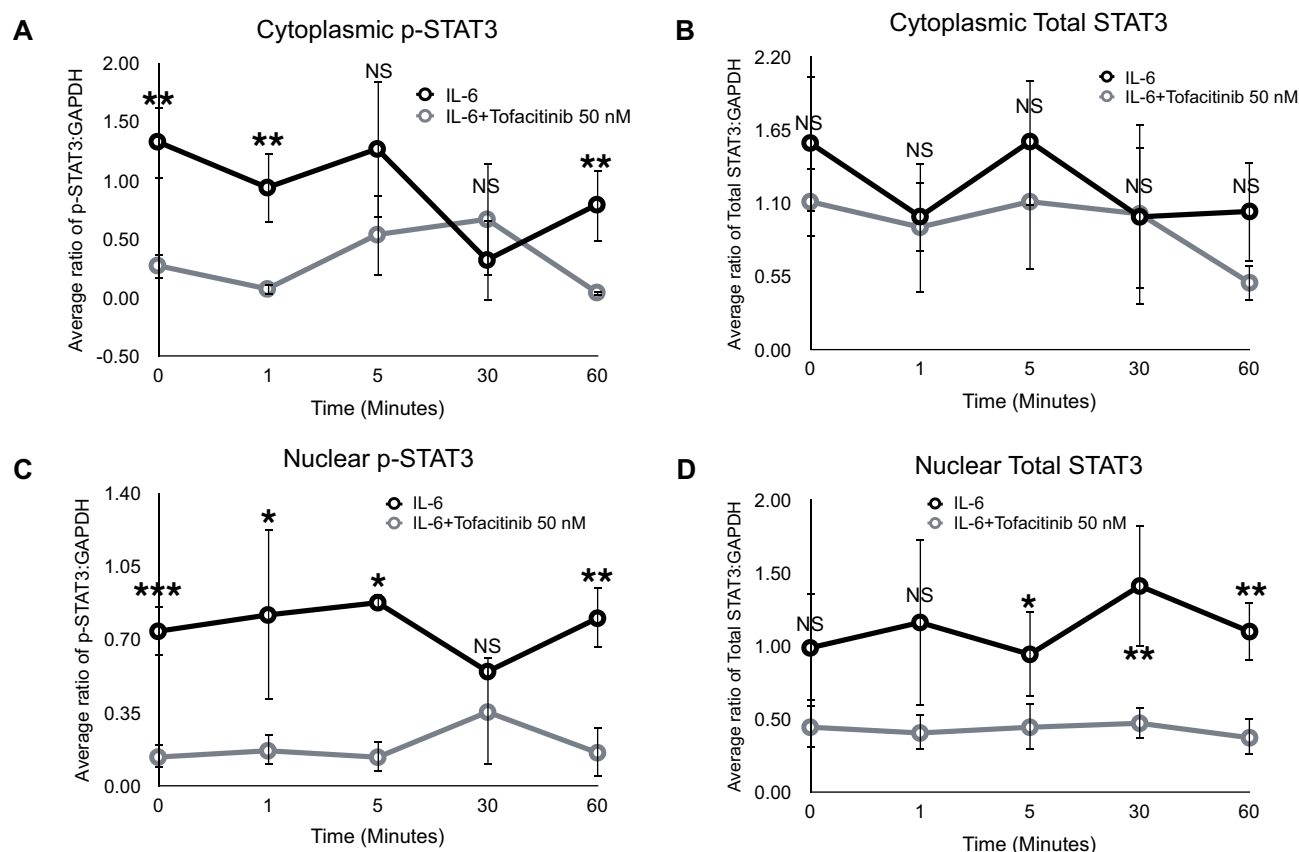 A
Cytoplasmic p-STAT3
Average ratio of p-STAT3:GAPDH
2.00
1.50
1.00
0.50
0.00
-0.50
**
**
NS
NS
**
IL-6
IL-6+Tofacitinib 50 nM
0 1 5 30 60
Time (Minutes)
B
Cytoplasmic Total STAT3
Average ratio of Total STAT3:GAPDH
2.20
1.65
1.10
0.55
0.00
NS
NS
NS
NS
NS
IL-6
IL-6+Tofacitinib 50 nM
0 1 5 30 60
Time (Minutes)
C
Nuclear p-STAT3
Average ratio of p-STAT3:GAPDH
1.40
1.05
0.70
0.35
0.00
***
*
*
NS
**
IL-6
IL-6+Tofacitinib 50 nM
0 1 5 30 60
Time (Minutes)
D
Nuclear Total STAT3
Average ratio of Total STAT3:GAPDH
2.00
1.50
1.00
0.50
0.00
NS
NS
*
**
**
IL-6
IL-6+Tofacitinib 50 nM
0 1 5 30 60
Time (Minutes)